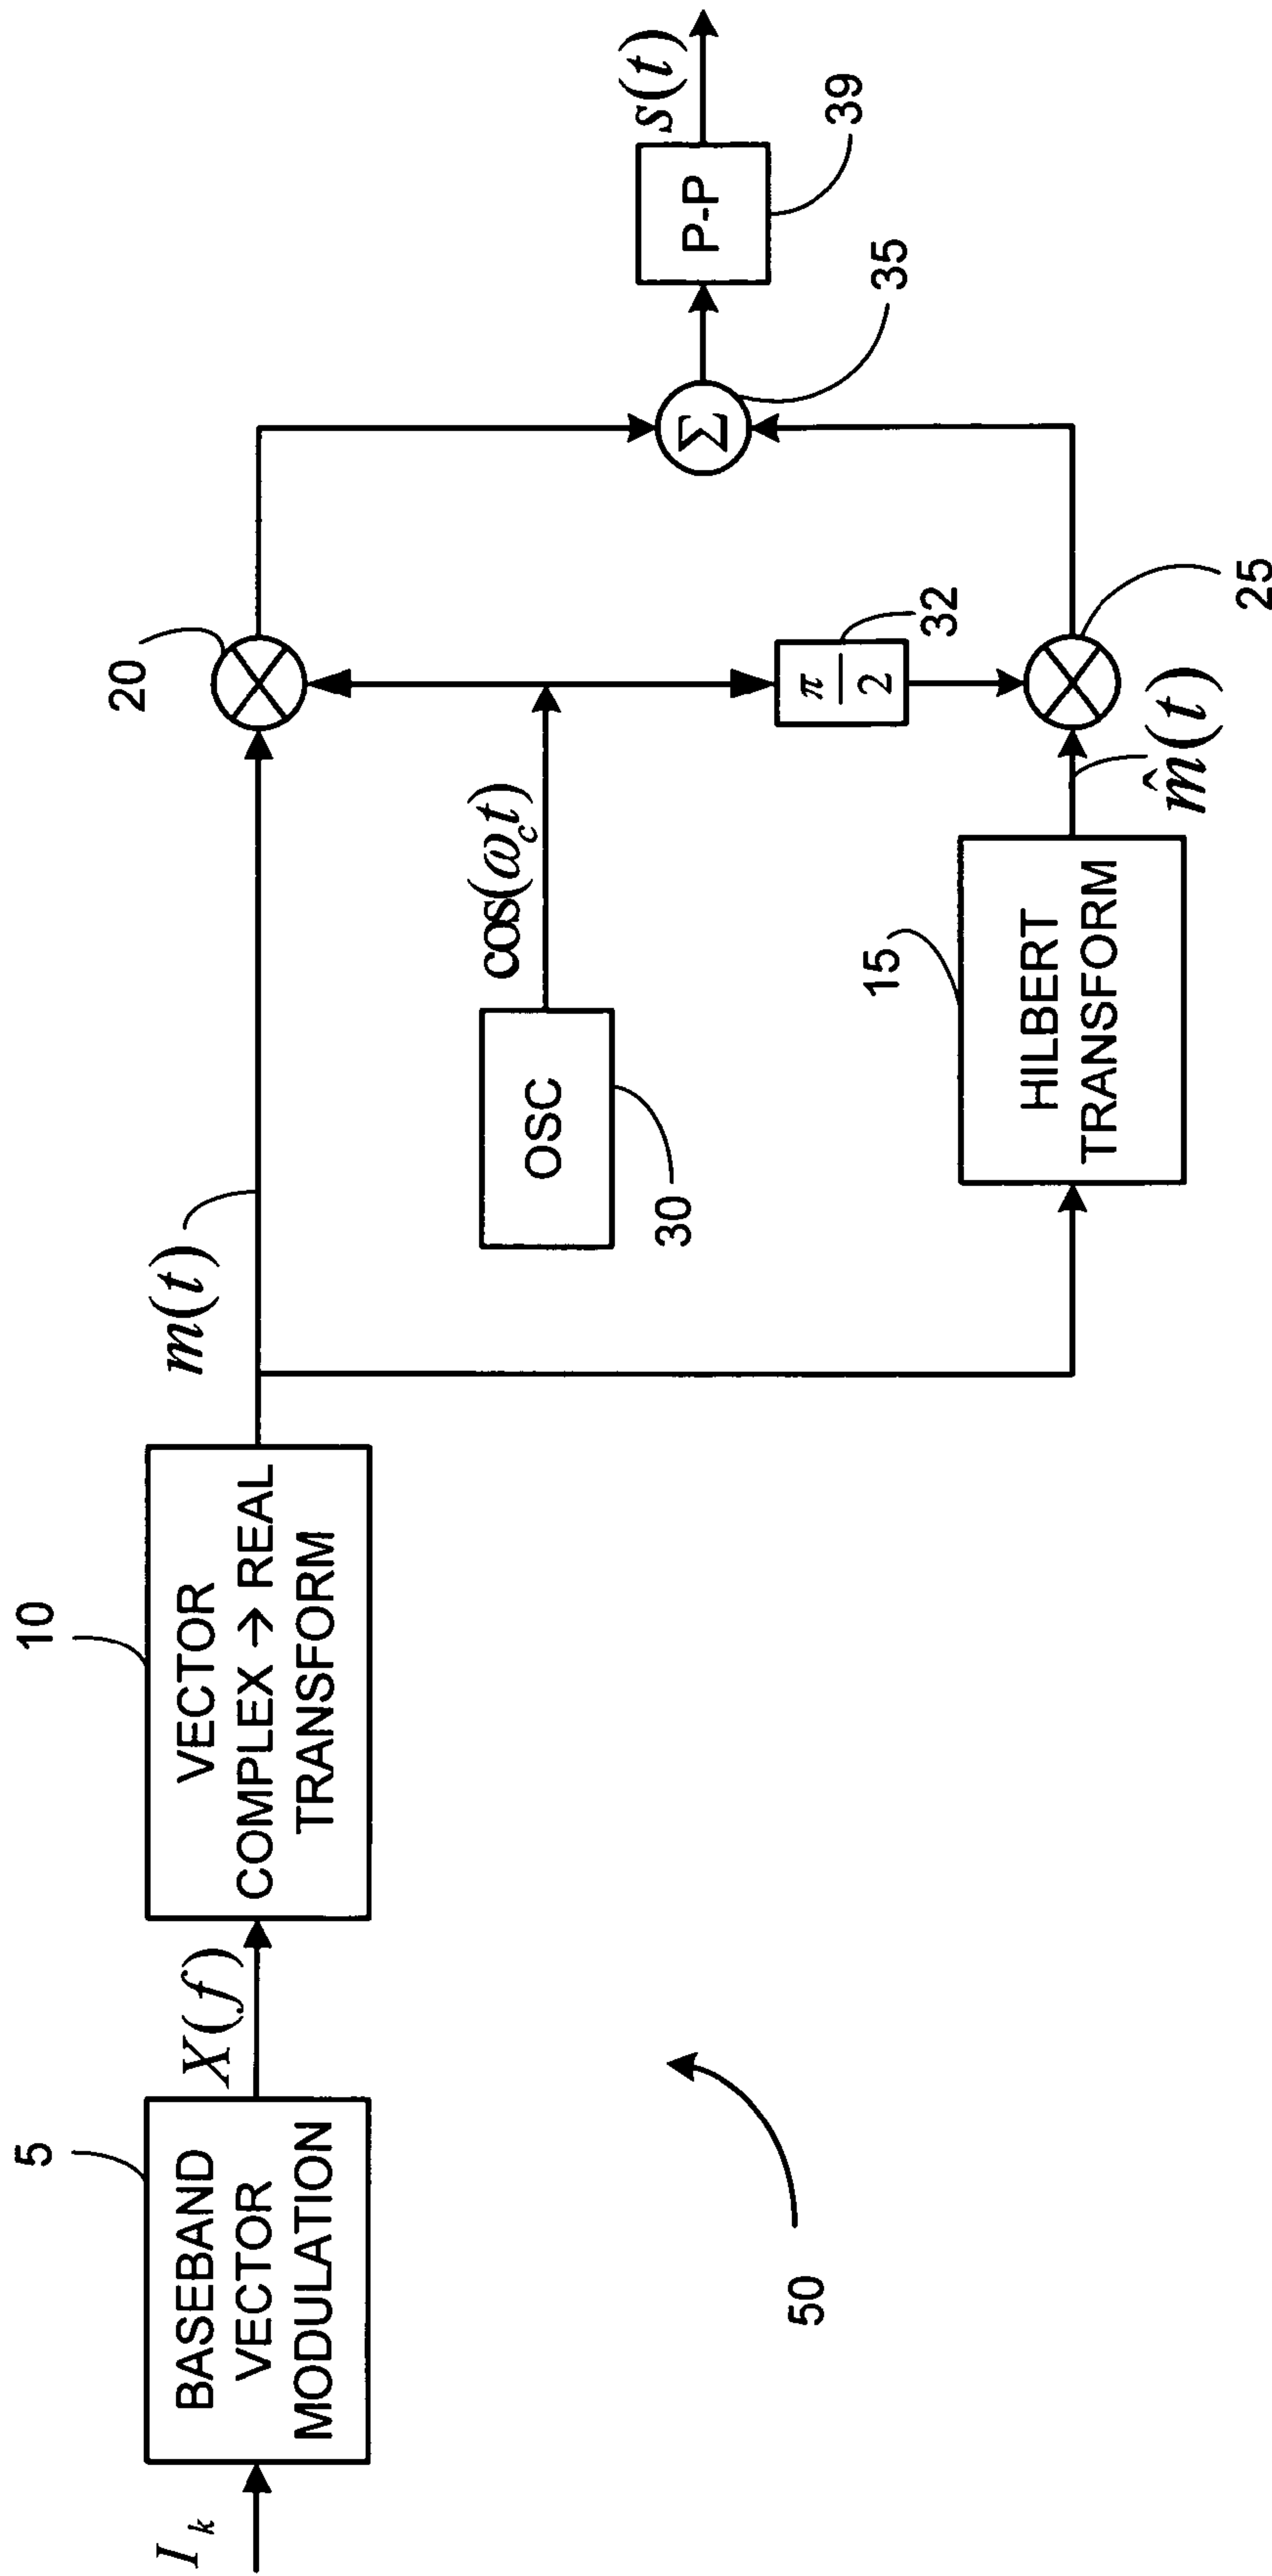 I_k
5
BASEBAND
VECTOR
MODULATION
X(f)
10
VECTOR
COMPLEX → REAL
TRANSFORM
m(t)
20
OSC
30
cos(ω_c t)
π/2
32
15
HILBERT
TRANSFORM
m̂(t)
25
Σ
35
P-P
39
s(t)
50